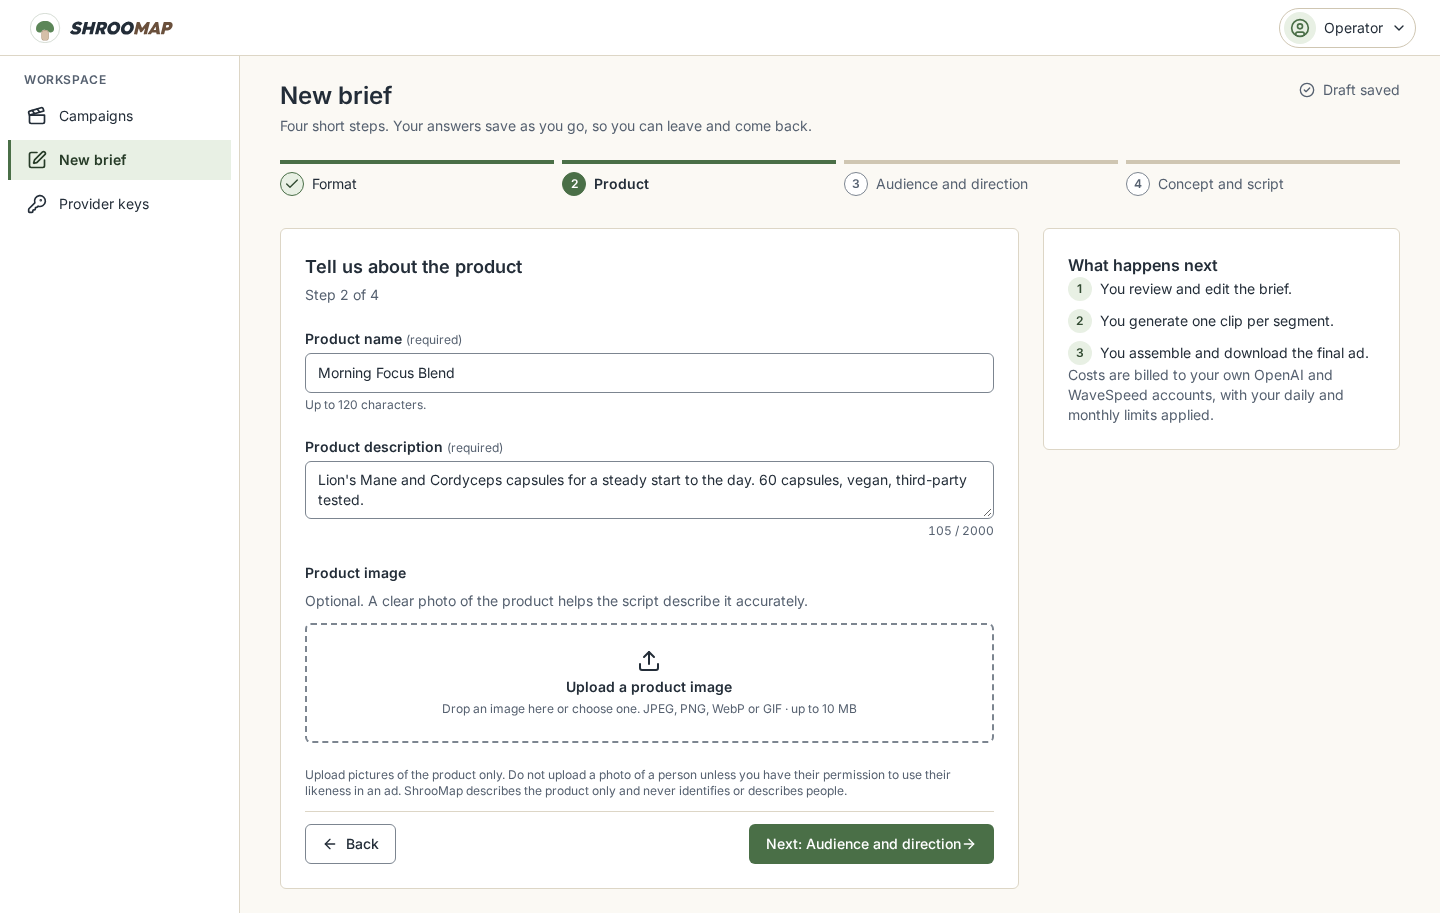 SHROOMAP
Operator
WORKSPACE
Campaigns
New brief
Provider keys
New brief
Draft saved
Four short steps. Your answers save as you go, so you can leave and come back.
Format
2 Product
3 Audience and direction
4 Concept and script
Tell us about the product
Step 2 of 4
Product name (required)
Morning Focus Blend
Up to 120 characters.
Product description (required)
Lion's Mane and Cordyceps capsules for a steady start to the day. 60 capsules, vegan, third-party
tested.
105 / 2000
Product image
Optional. A clear photo of the product helps the script describe it accurately.
Upload a product image
Drop an image here or choose one. JPEG, PNG, WebP or GIF · up to 10 MB
Upload pictures of the product only. Do not upload a photo of a person unless you have their permission to use their
likeness in an ad. ShrooMap describes the product only and never identifies or describes people.
Back
Next: Audience and direction
What happens next
1 You review and edit the brief.
2 You generate one clip per segment.
3 You assemble and download the final ad.
Costs are billed to your own OpenAI and
WaveSpeed accounts, with your daily and
monthly limits applied.